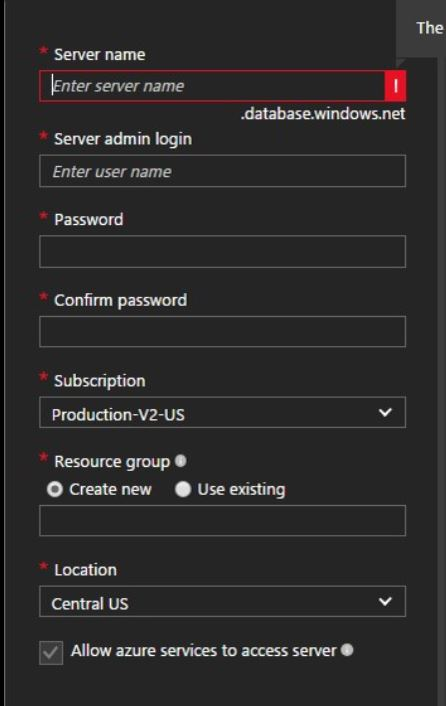 The
* Server name
Enter server name !
.database.windows.net
* Server admin login
Enter user name
* Password
* Confirm password
* Subscription
Production-V2-US
* Resource group i
Create new Use existing
* Location
Central US
Allow azure services to access server i